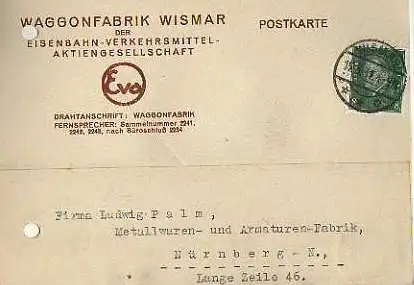 WAGGONFABRIK WISMAR
DER
EISENBAHN-VERKEHRSMITTEL-
AKTIENGESELLSCHAFT
POSTKARTE
Eva
DRAHTANSCHRIFT: WAGGONFABRIK
FERNSPRECHER: Sammelnummer 2241,
2246, 2248, nach Büroschluß 2254
Firma Ludwig Palm,
Metallwaren- und Armaturen-Fabrik,
Nürnberg-N.,
Lange Zeile 46.